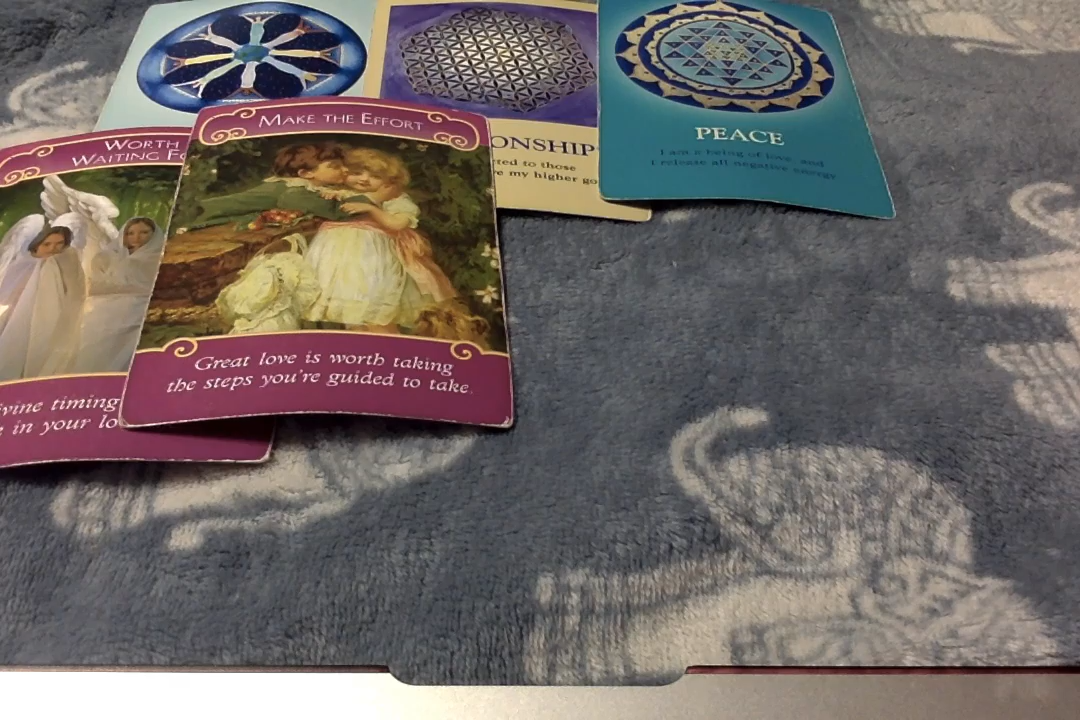 PEACE
I am a being of love, and
I release all negative energy
ONSHIP
ted to those
e my higher go
MAKE THE EFFORT
Great love is worth taking
the steps you're guided to take.
WORTH
WAITING FO
ivine timing
in your lo